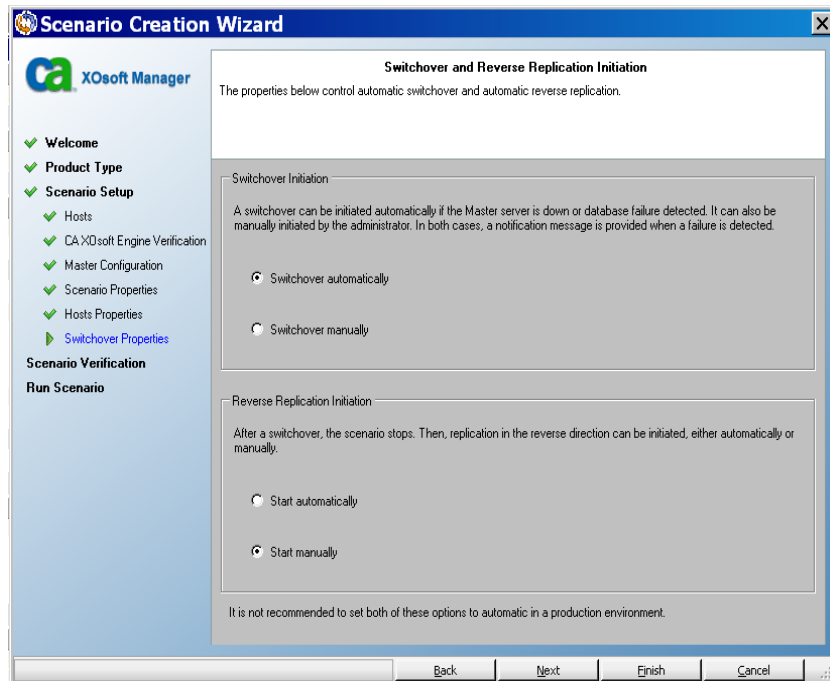 Scenario Creation Wizard
ca
XOsoft Manager
Welcome
Product Type
Scenario Setup
Hosts
CA XOsoft Engine Verification
Master Configuration
Scenario Properties
Hosts Properties
Switchover Properties
Scenario Verification
Run Scenario
Switchover and Reverse Replication Initiation
The properties below control automatic switchover and automatic reverse replication.
Switchover Initiation
A switchover can be initiated automatically if the Master server is down or database failure detected. It can also be
manually initiated by the administrator. In both cases, a notification message is provided when a failure is detected.
Switchover automatically
Switchover manually
Reverse Replication Initiation
After a switchover, the scenario stops. Then, replication in the reverse direction can be initiated, either automatically or
manually.
Start automatically
Start manually
It is not recommended to set both of these options to automatic in a production environment.
Back
Next
Finish
Cancel